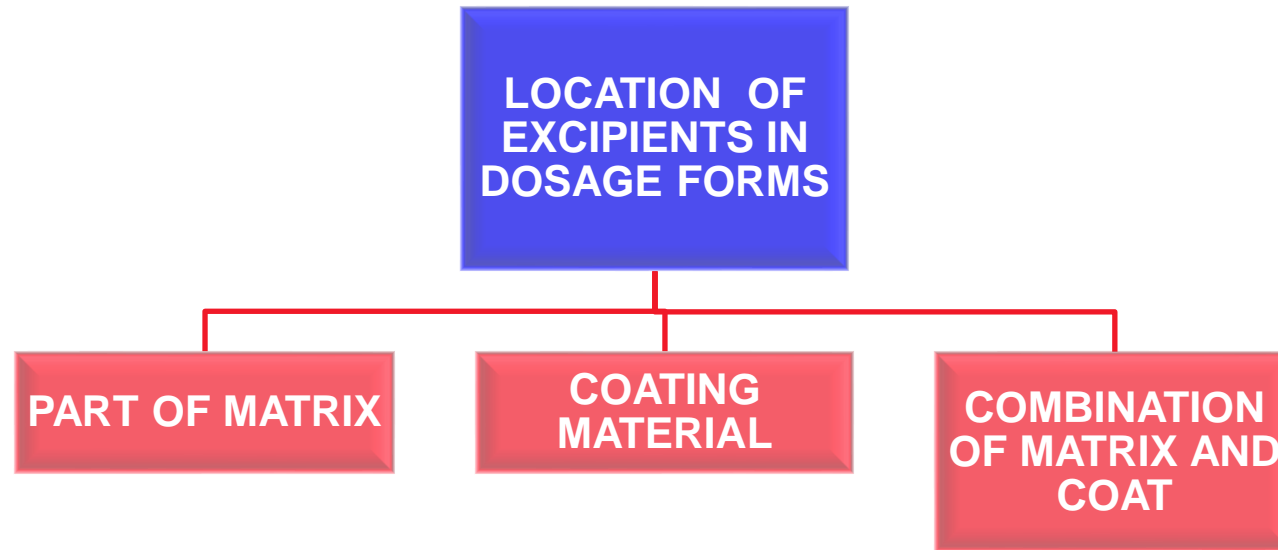 LOCATION OF
EXCIPIENTS IN
DOSAGE FORMS
PART OF MATRIX
COATING
MATERIAL
COMBINATION
OF MATRIX AND
COAT